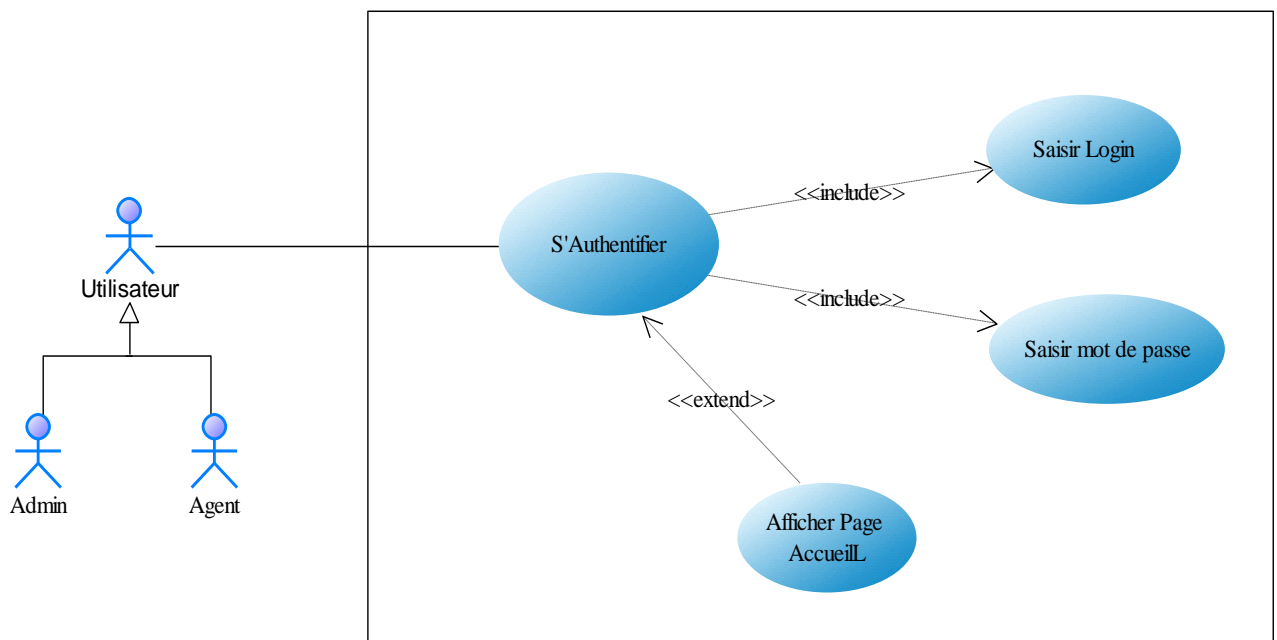 Saisir Login
<<include>>
S'Authentifier
Utilisateur
<<include>>
Saisir mot de passe
<<extend>>
Admin
Agent
Afficher Page
AccueilL